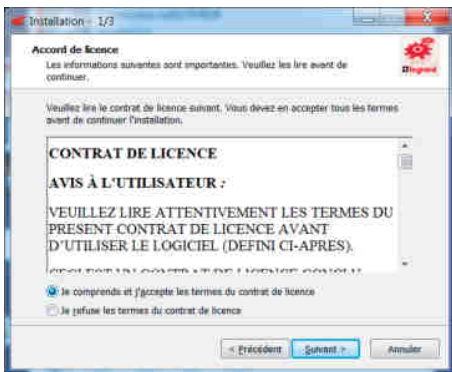 Installation - 1/3
Accord de licence
Les informations suivantes sont importantes. Veuillez les lire avant de
continuer.
legrand
Veuillez lire le contrat de licence suivant. Vous devez en accepter tous les termes
avant de continuer l'installation.
CONTRAT DE LICENCE
AVIS À L'UTILISATEUR :
VEUILLEZ LIRE ATTENTIVEMENT LES TERMES DU
PRESENT CONTRAT DE LICENCE AVANT
D'UTILISER LE LOGICIEL (DEFINI CI-APRES).
Je comprends et j'accepte les termes du contrat de licence
Je refuse les termes du contrat de licence
< Précédent Suivant > Annuler